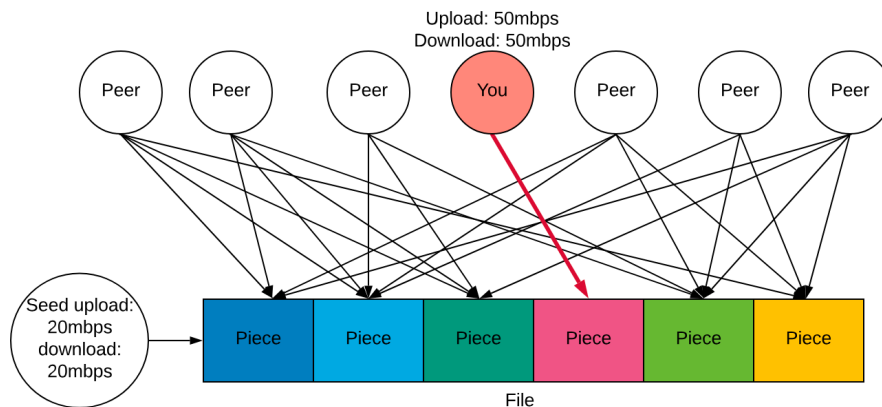 Upload: 50mbps
Download: 50mbps
Peer
Peer
Peer
You
Peer
Peer
Peer
Seed upload:
20mbps
download:
20mbps
Piece
Piece
Piece
Piece
Piece
Piece
File